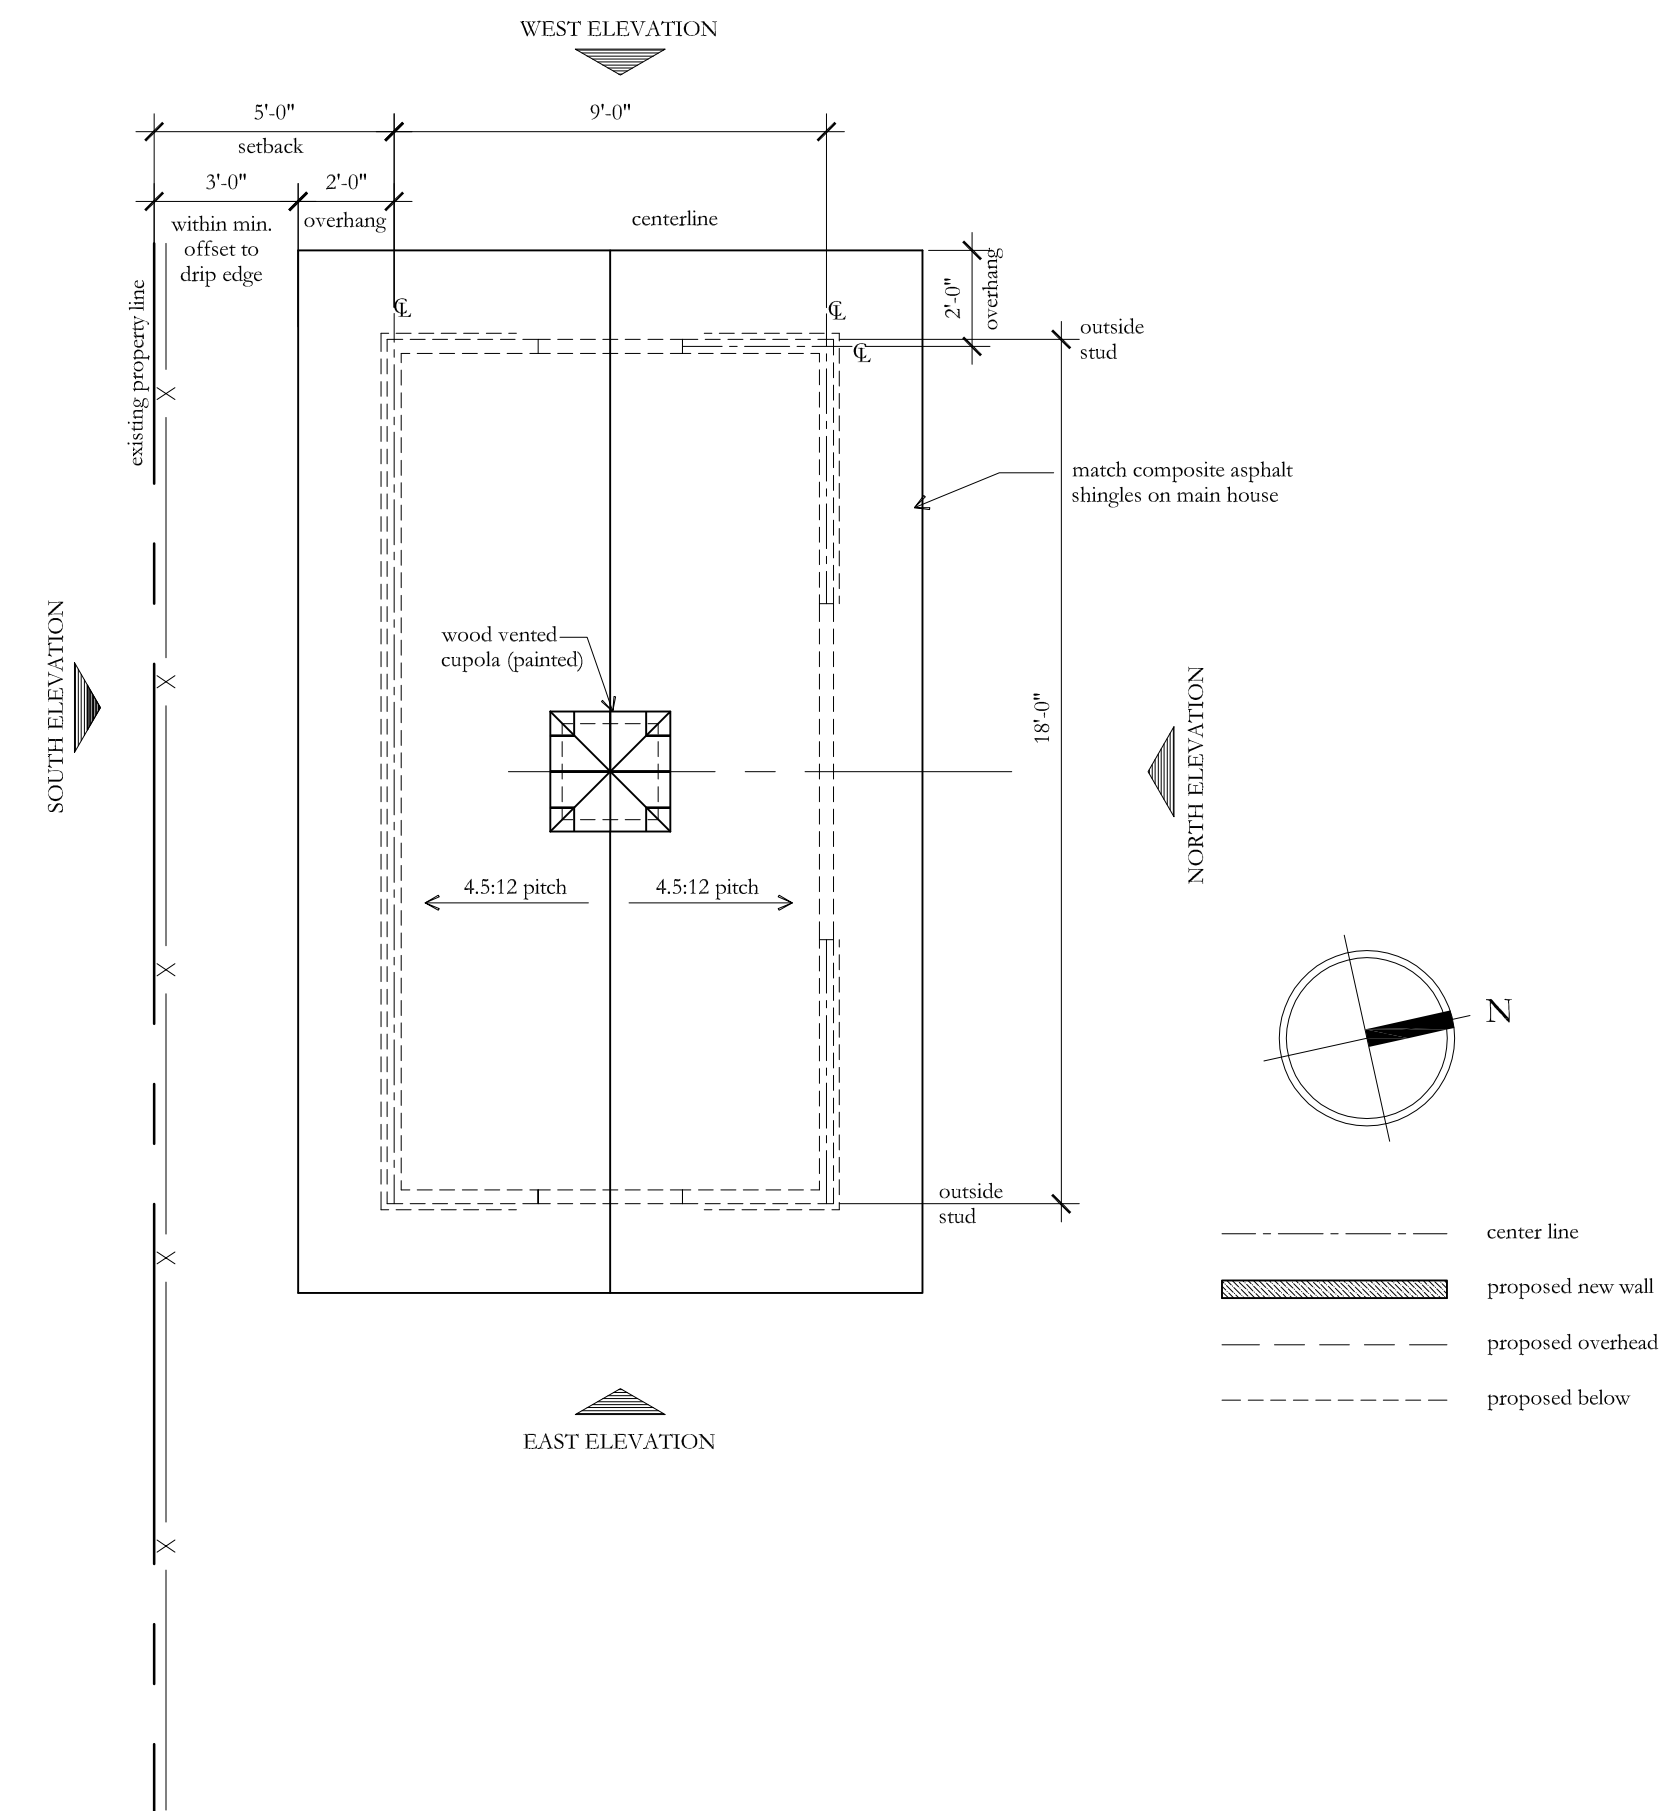 WEST ELEVATION
5'-0"
9'-0"
setback
3'-0"
2'-0"
within min.
offset to
drip edge
overhang
centerline
existing property line
℄
℄
℄
2'-0"
overhang
outside
stud
match composite asphalt
shingles on main house
wood vented
cupola (painted)
SOUTH ELEVATION
18'-0"
NORTH ELEVATION
4.5:12 pitch
4.5:12 pitch
N
X
X
X
X
X
outside
stud
center line
proposed new wall
proposed overhead
proposed below
EAST ELEVATION